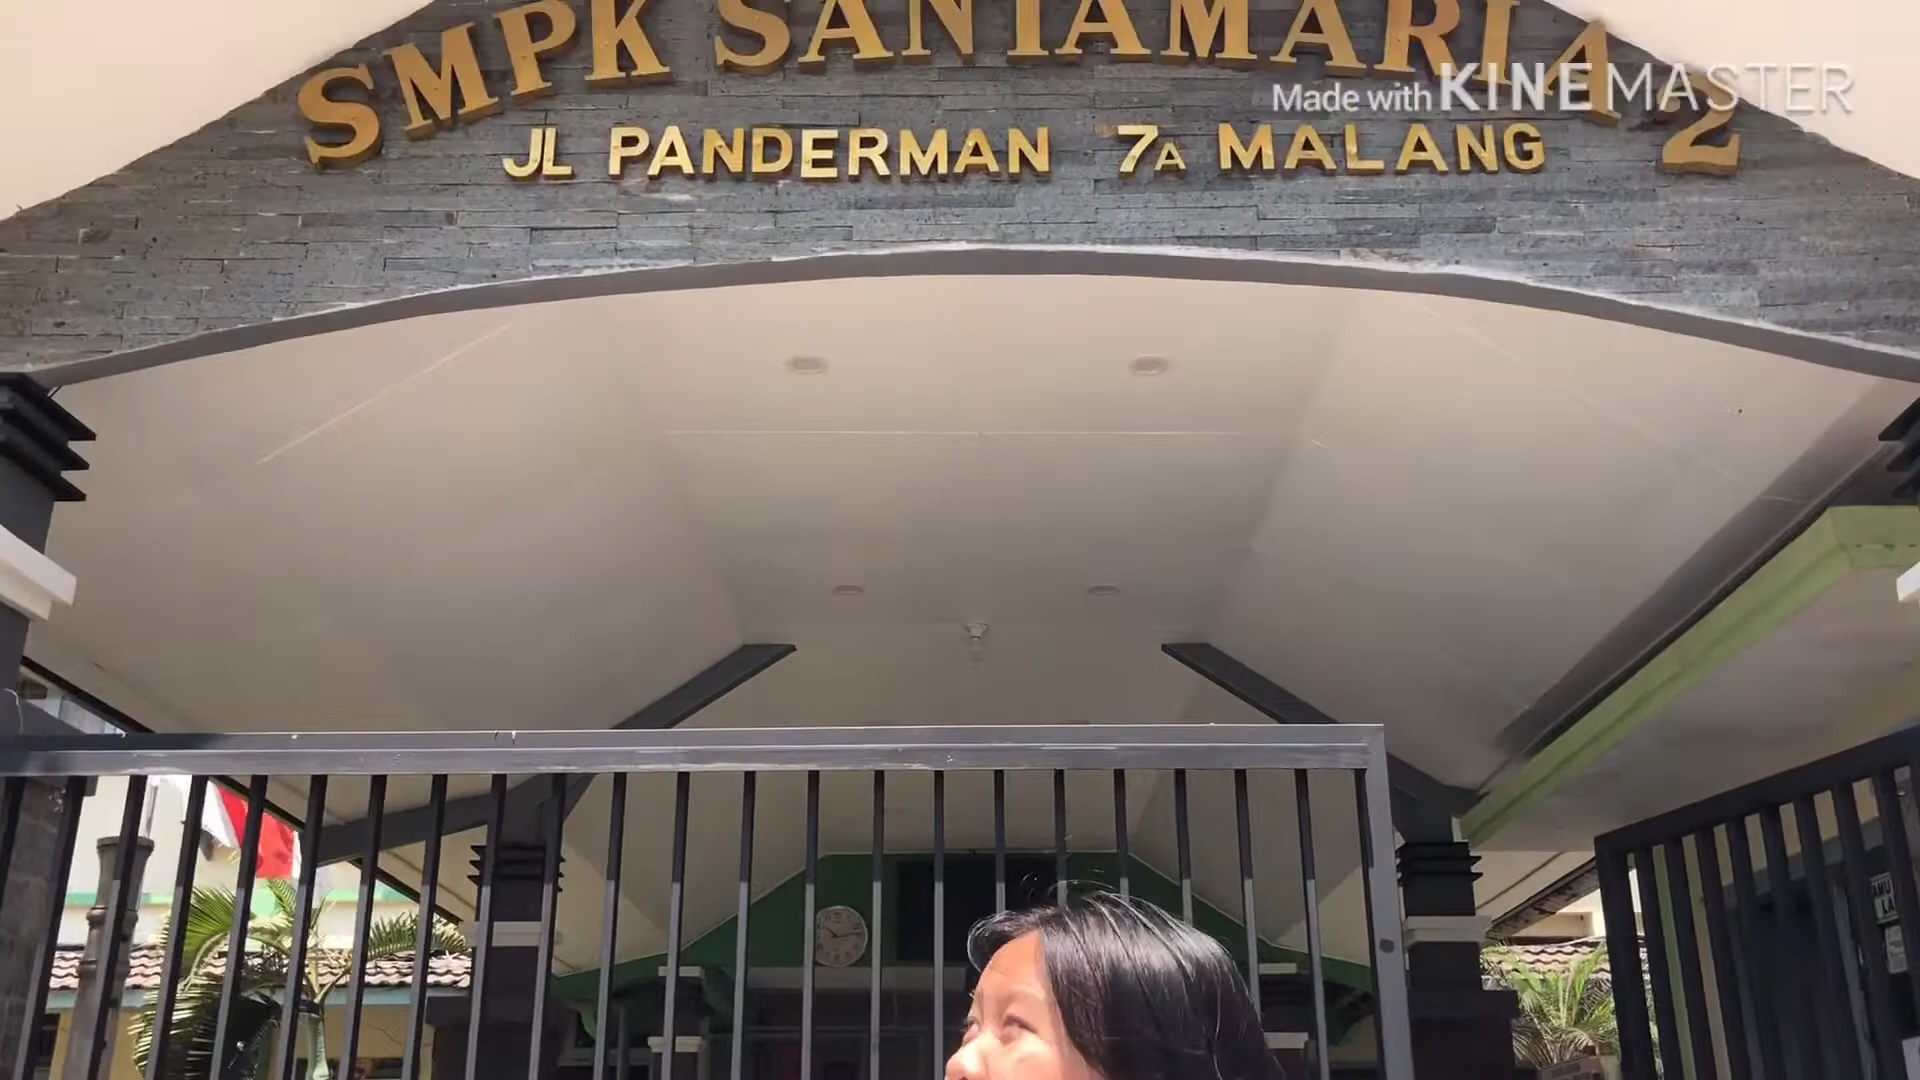 SMPK SANTAMARIA 2
JL PANDERMAN 7A MALANG
Made with KINEMASTER